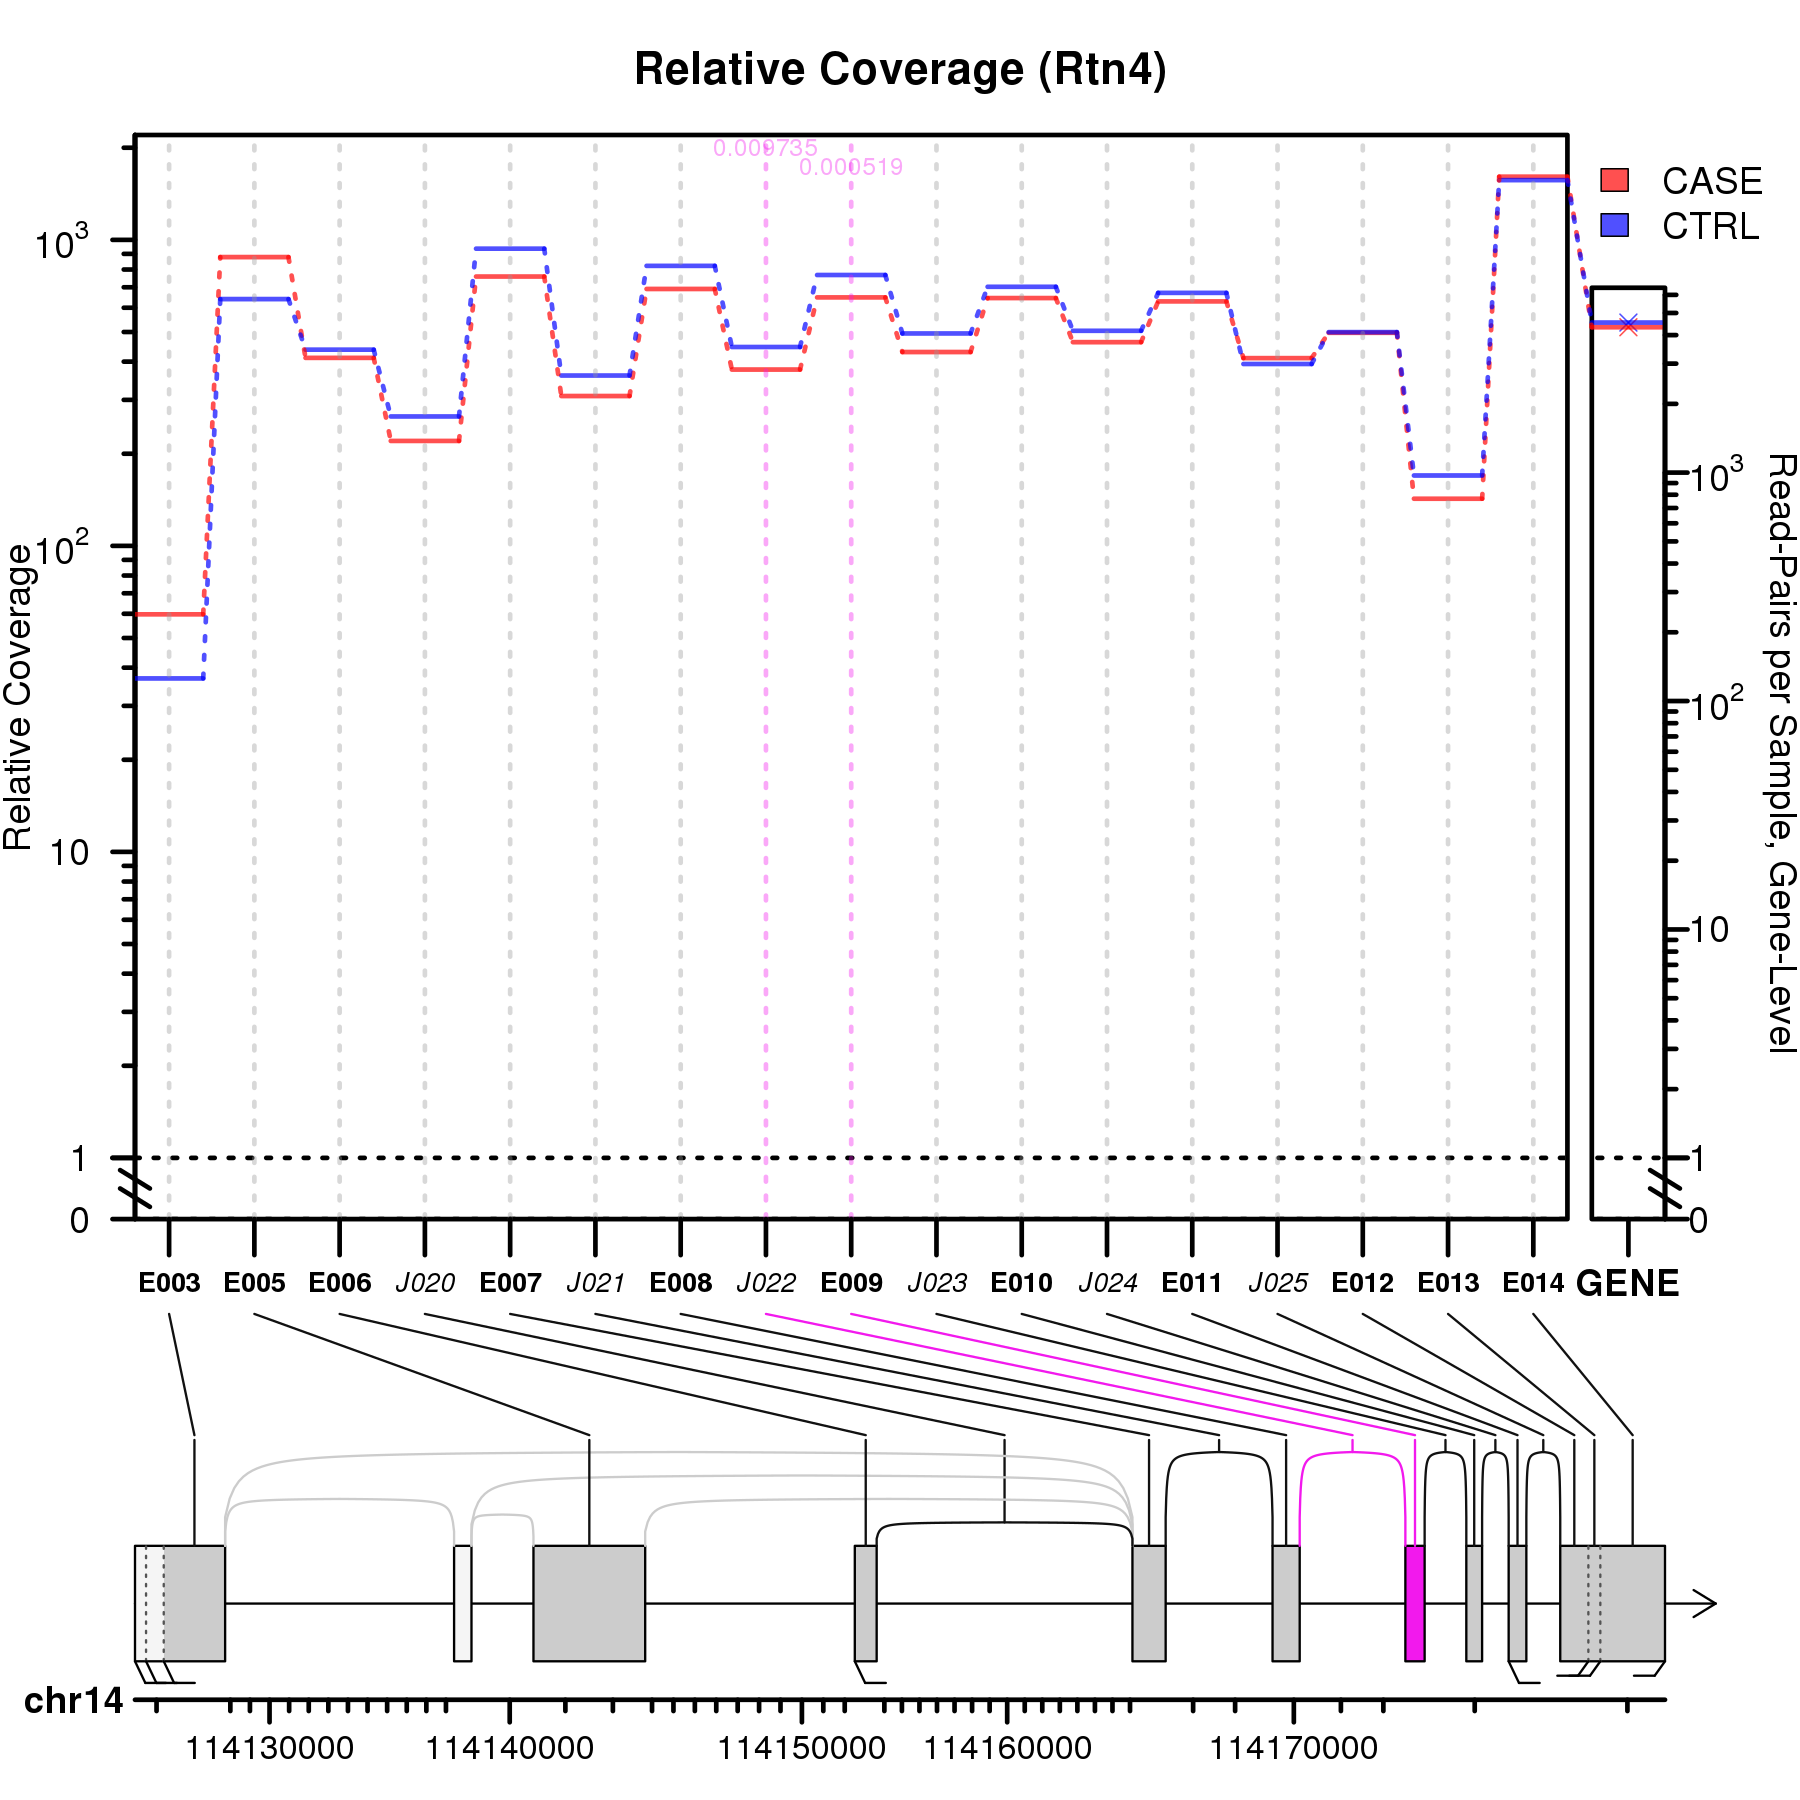 Relative Coverage (Rtn4)
0.009735
0.000519
CASE
CTRL
10³
10²
10
1
0
Relative Coverage
10³
10²
10
1
0
Read-Pairs per Sample, Gene-Level
E003 E005 E006 J020 E007 J021 E008 J022 E009 J023 E010 J024 E011 J025 E012 E013 E014 GENE
chr14
114130000 114140000 114150000 114160000 114170000